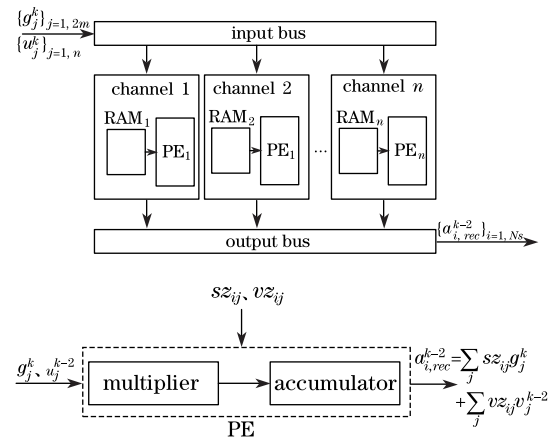 {g_j^k}_{j=1, 2m}
{u_j^k}_{j=1, n}
input bus
channel 1 channel 2 channel n
RAM_1 RAM_2 RAM_n
PE_1 PE_1 ... PE_n
output bus
{a_{i, rec}^{k-2}}_{i=1, Ns}
sz_{ij}、vz_{ij}
g_j^k、u_j^{k-2}
multiplier
accumulator
a_{i,rec}^{k-2}=∑_j sz_{ij}g_j^k
+∑_j vz_{ij}v_j^{k-2}
PE